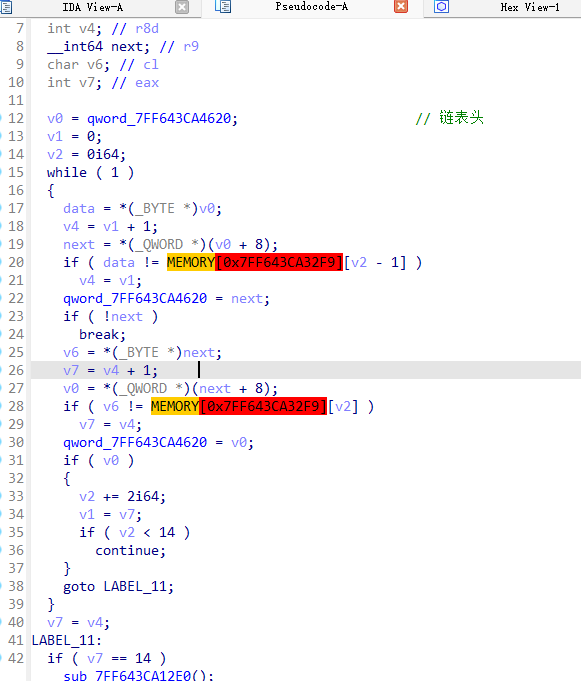 IDA View-A Pseudocode-A Hex View-1
7 int v4; // r8d
8 __int64 next; // r9
9 char v6; // cl
10 int v7; // eax
11
12 v0 = qword_7FF643CA4620; // 链表头
13 v1 = 0;
14 v2 = 0i64;
15 while ( 1 )
16 {
17 data = *(_BYTE *)v0;
18 v4 = v1 + 1;
19 next = *(_QWORD *)(v0 + 8);
20 if ( data != MEMORY[0x7FF643CA32F9][v2 - 1] )
21 v4 = v1;
22 qword_7FF643CA4620 = next;
23 if ( !next )
24 break;
25 v6 = *(_BYTE *)next;
26 v7 = v4 + 1;
27 v0 = *(_QWORD *)(next + 8);
28 if ( v6 != MEMORY[0x7FF643CA32F9][v2] )
29 v7 = v4;
30 qword_7FF643CA4620 = v0;
31 if ( v0 )
32 {
33 v2 += 2i64;
34 v1 = v7;
35 if ( v2 < 14 )
36 continue;
37 }
38 goto LABEL_11;
39 }
40 v7 = v4;
41 LABEL_11:
42 if ( v7 == 14 )
sub_7FF643CA12E0();